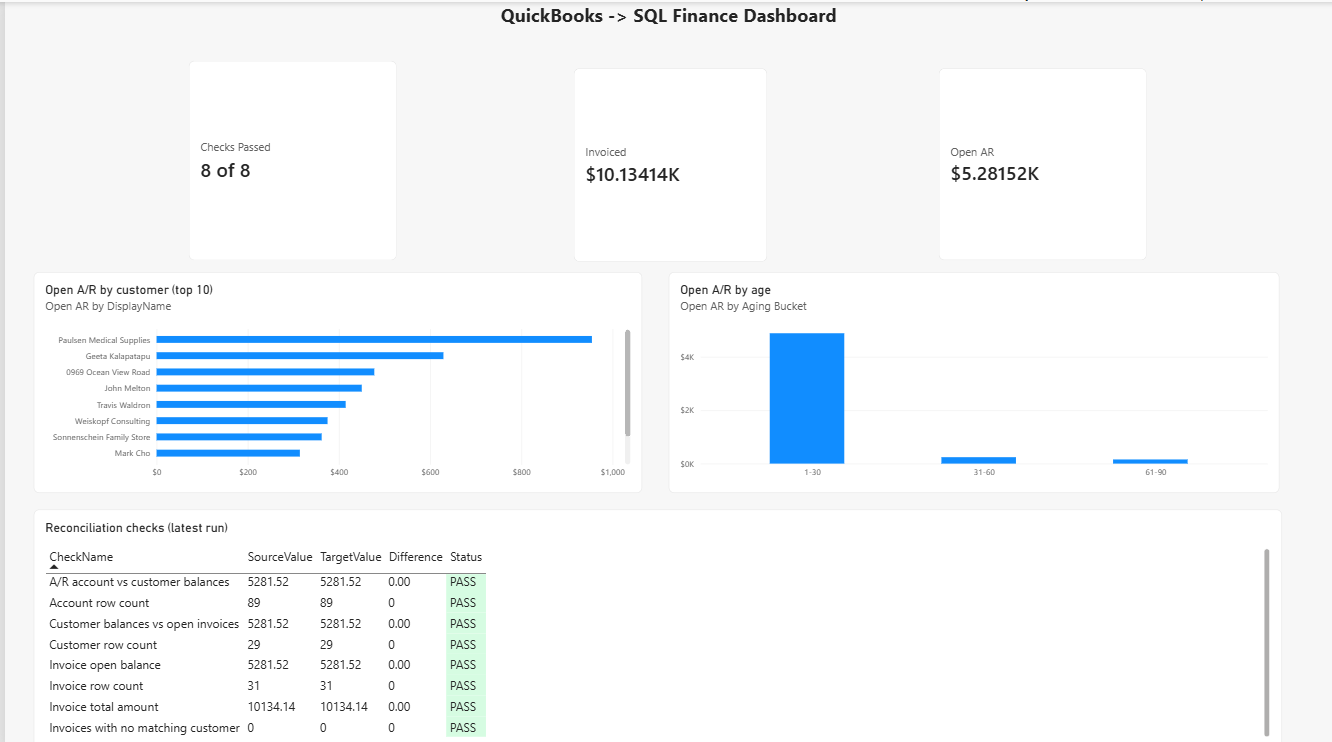 QuickBooks -> SQL Finance Dashboard
Checks Passed
8 of 8
Invoiced
$10.13414K
Open AR
$5.28152K
Open A/R by customer (top 10)
Open AR by DisplayName
Paulsen Medical Supplies
Geeta Kalapatapu
0969 Ocean View Road
John Melton
Travis Waldron
Weiskopf Consulting
Sonnenschein Family Store
Mark Cho
$0 $200 $400 $600 $800 $1,000
Open A/R by age
Open AR by Aging Bucket
$4K
$2K
$0K
1-30 31-60 61-90
Reconciliation checks (latest run)
CheckName SourceValue TargetValue Difference Status
A/R account vs customer balances 5281.52 5281.52 0.00 PASS
Account row count 89 89 0 PASS
Customer balances vs open invoices 5281.52 5281.52 0.00 PASS
Customer row count 29 29 0 PASS
Invoice open balance 5281.52 5281.52 0.00 PASS
Invoice row count 31 31 0 PASS
Invoice total amount 10134.14 10134.14 0.00 PASS
Invoices with no matching customer 0 0 0 PASS